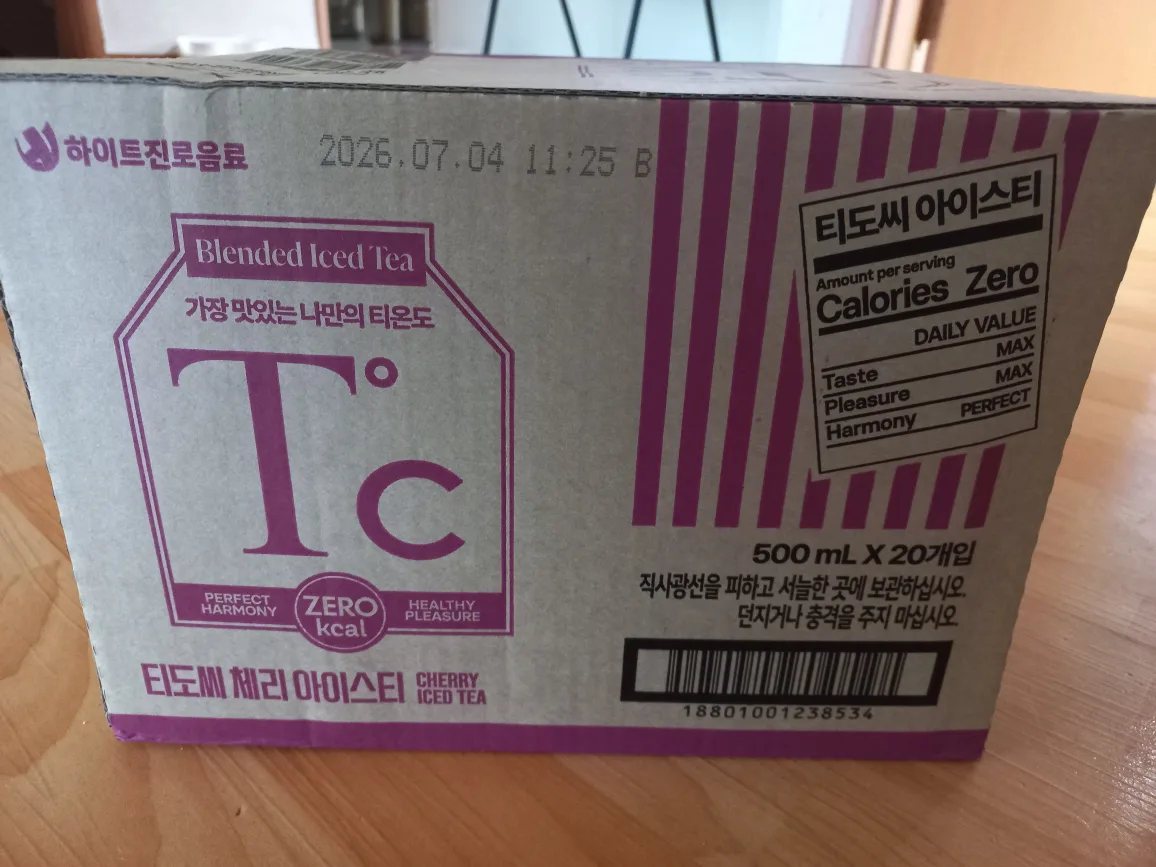 하이트진로음료
2026.07.04 11:25 B
Blended Iced Tea
가장 맛있는 나만의 티온도
T°c
PERFECT
HARMONY
ZERO
kcal
HEALTHY
PLEASURE
티도씨 체리 아이스티
CHERRY
ICED TEA
티도씨 아이스티
Amount per serving
Calories Zero
DAILY VALUE
Taste MAX
Pleasure MAX
Harmony PERFECT
500 mL X 20개입
직사광선을 피하고 서늘한 곳에 보관하십시오.
던지거나 충격을 주지 마십시오.
18801001238534